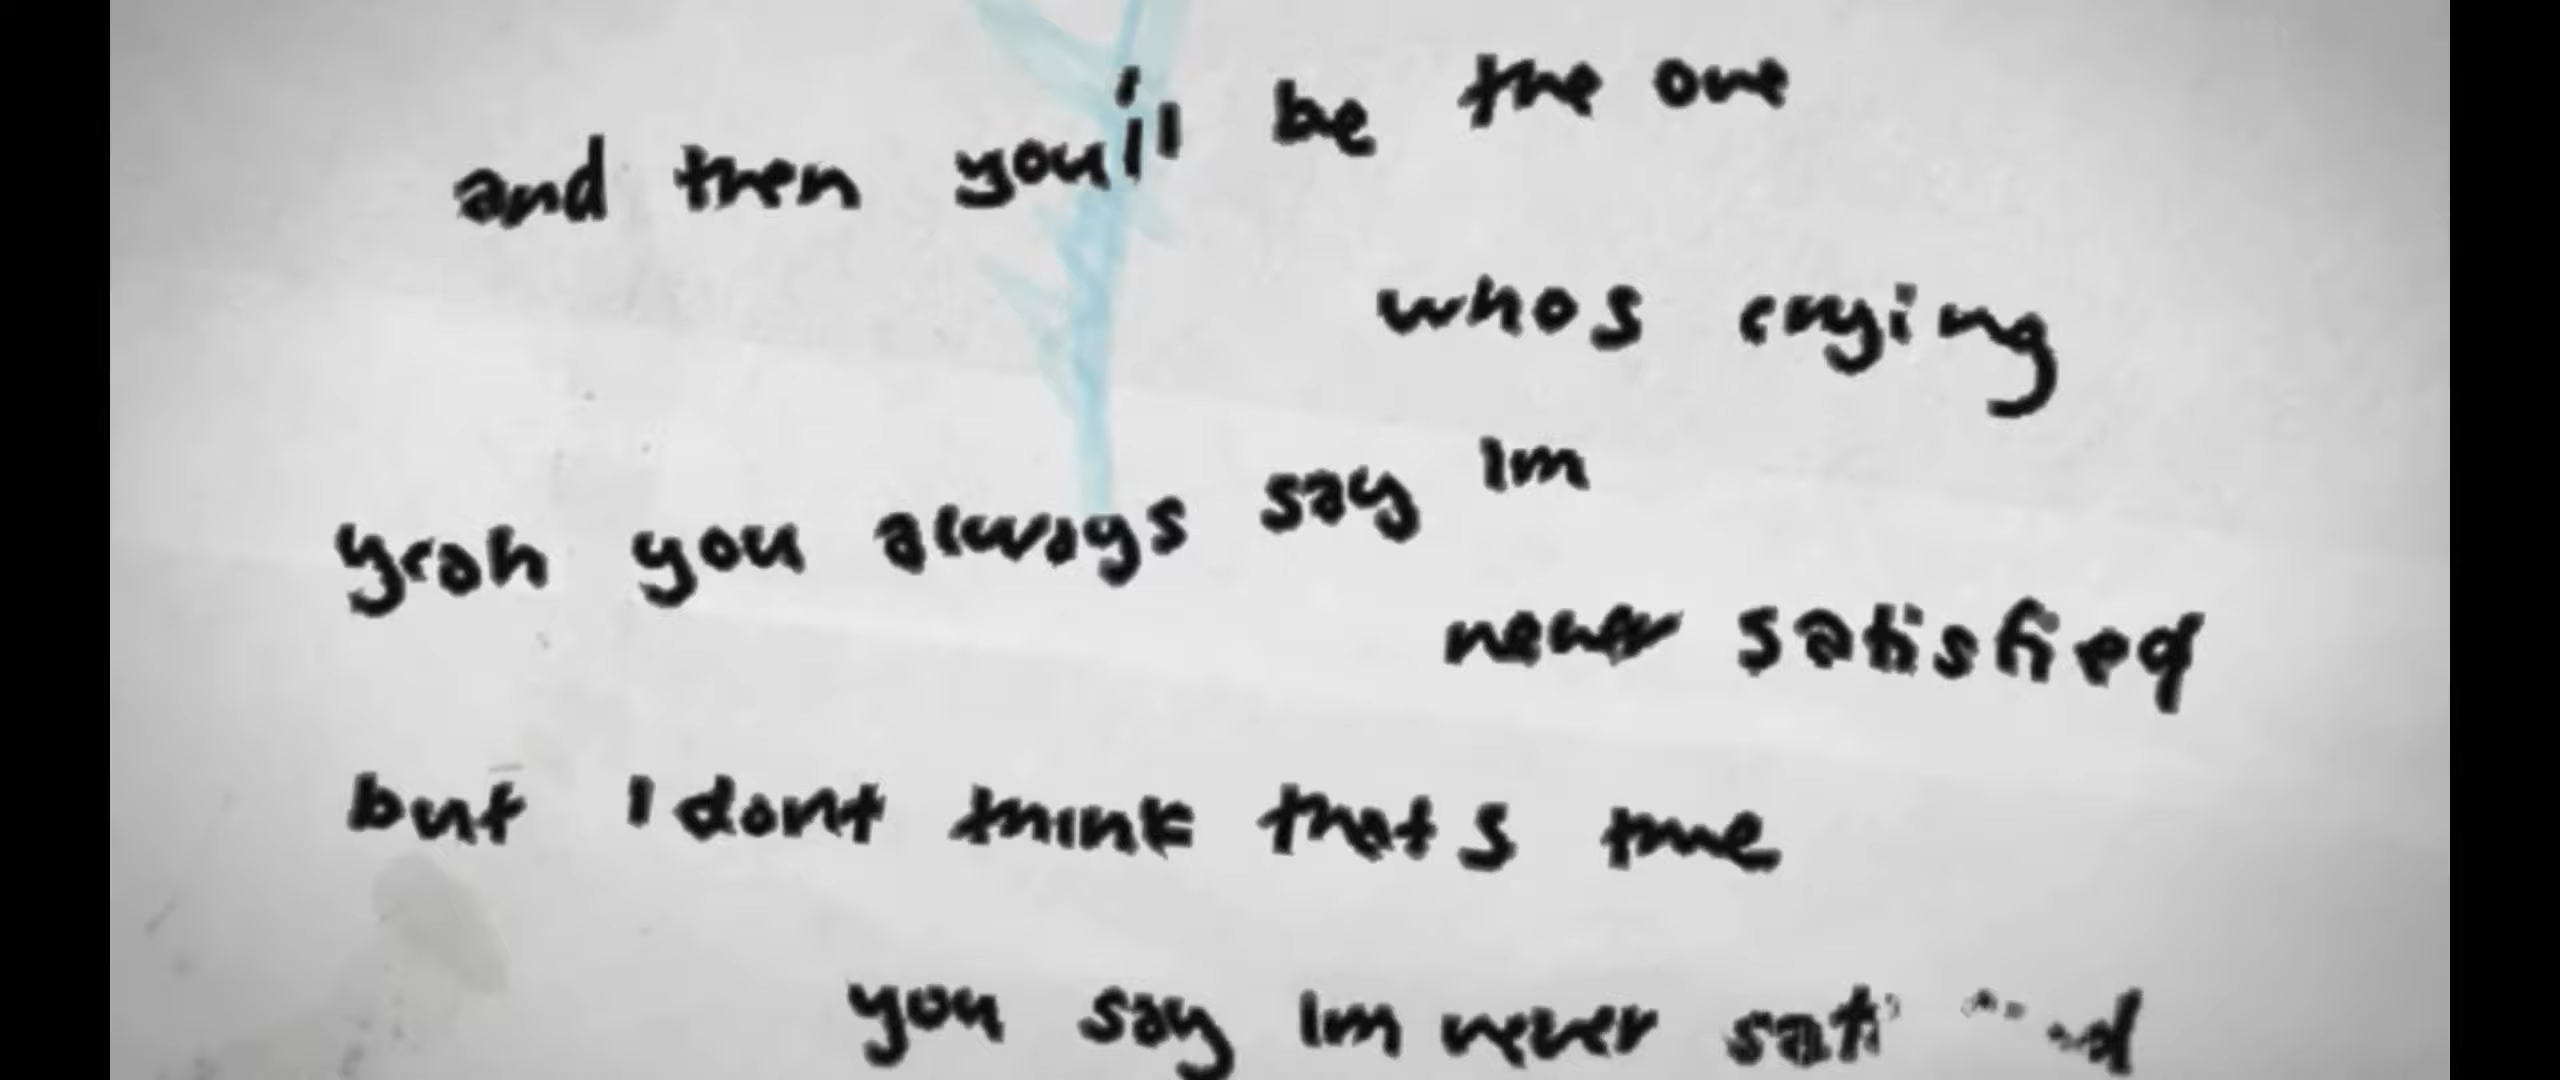 and then you'll be the one
whos crying
yeah you always say Im
never satisfied
but I dont think thats true
you say Im never